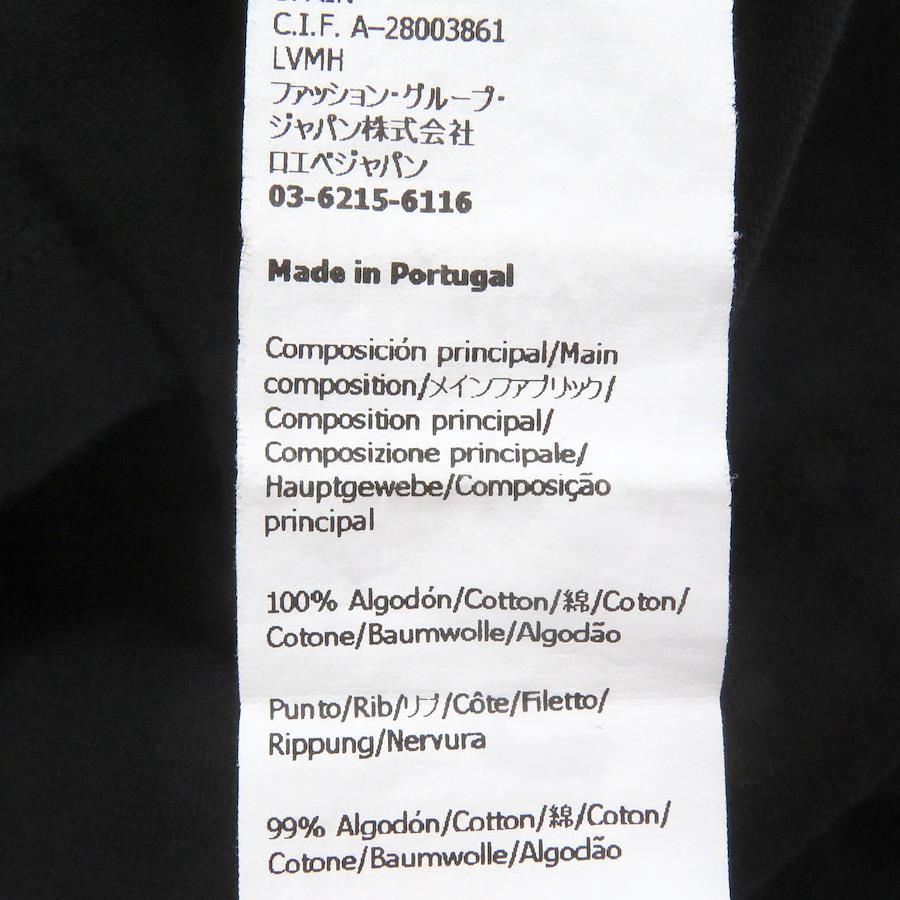 SPAIN
C.I.F. A–28003861
LVMH
ファッション・グループ・
ジャパン株式会社
ロエベジャパン
03-6215-6116
Made in Portugal
Composición principal/Main
composition/メインファブリック/
Composition principal/
Composizione principale/
Hauptgewebe/Composição
principal
100% Algodón/Cotton/綿/Coton/
Cotone/Baumwolle/Algodão
Punto/Rib/リブ/Côte/Filetto/
Rippung/Nervura
99% Algodón/Cotton/綿/Coton/
Cotone/Baumwolle/Algodão